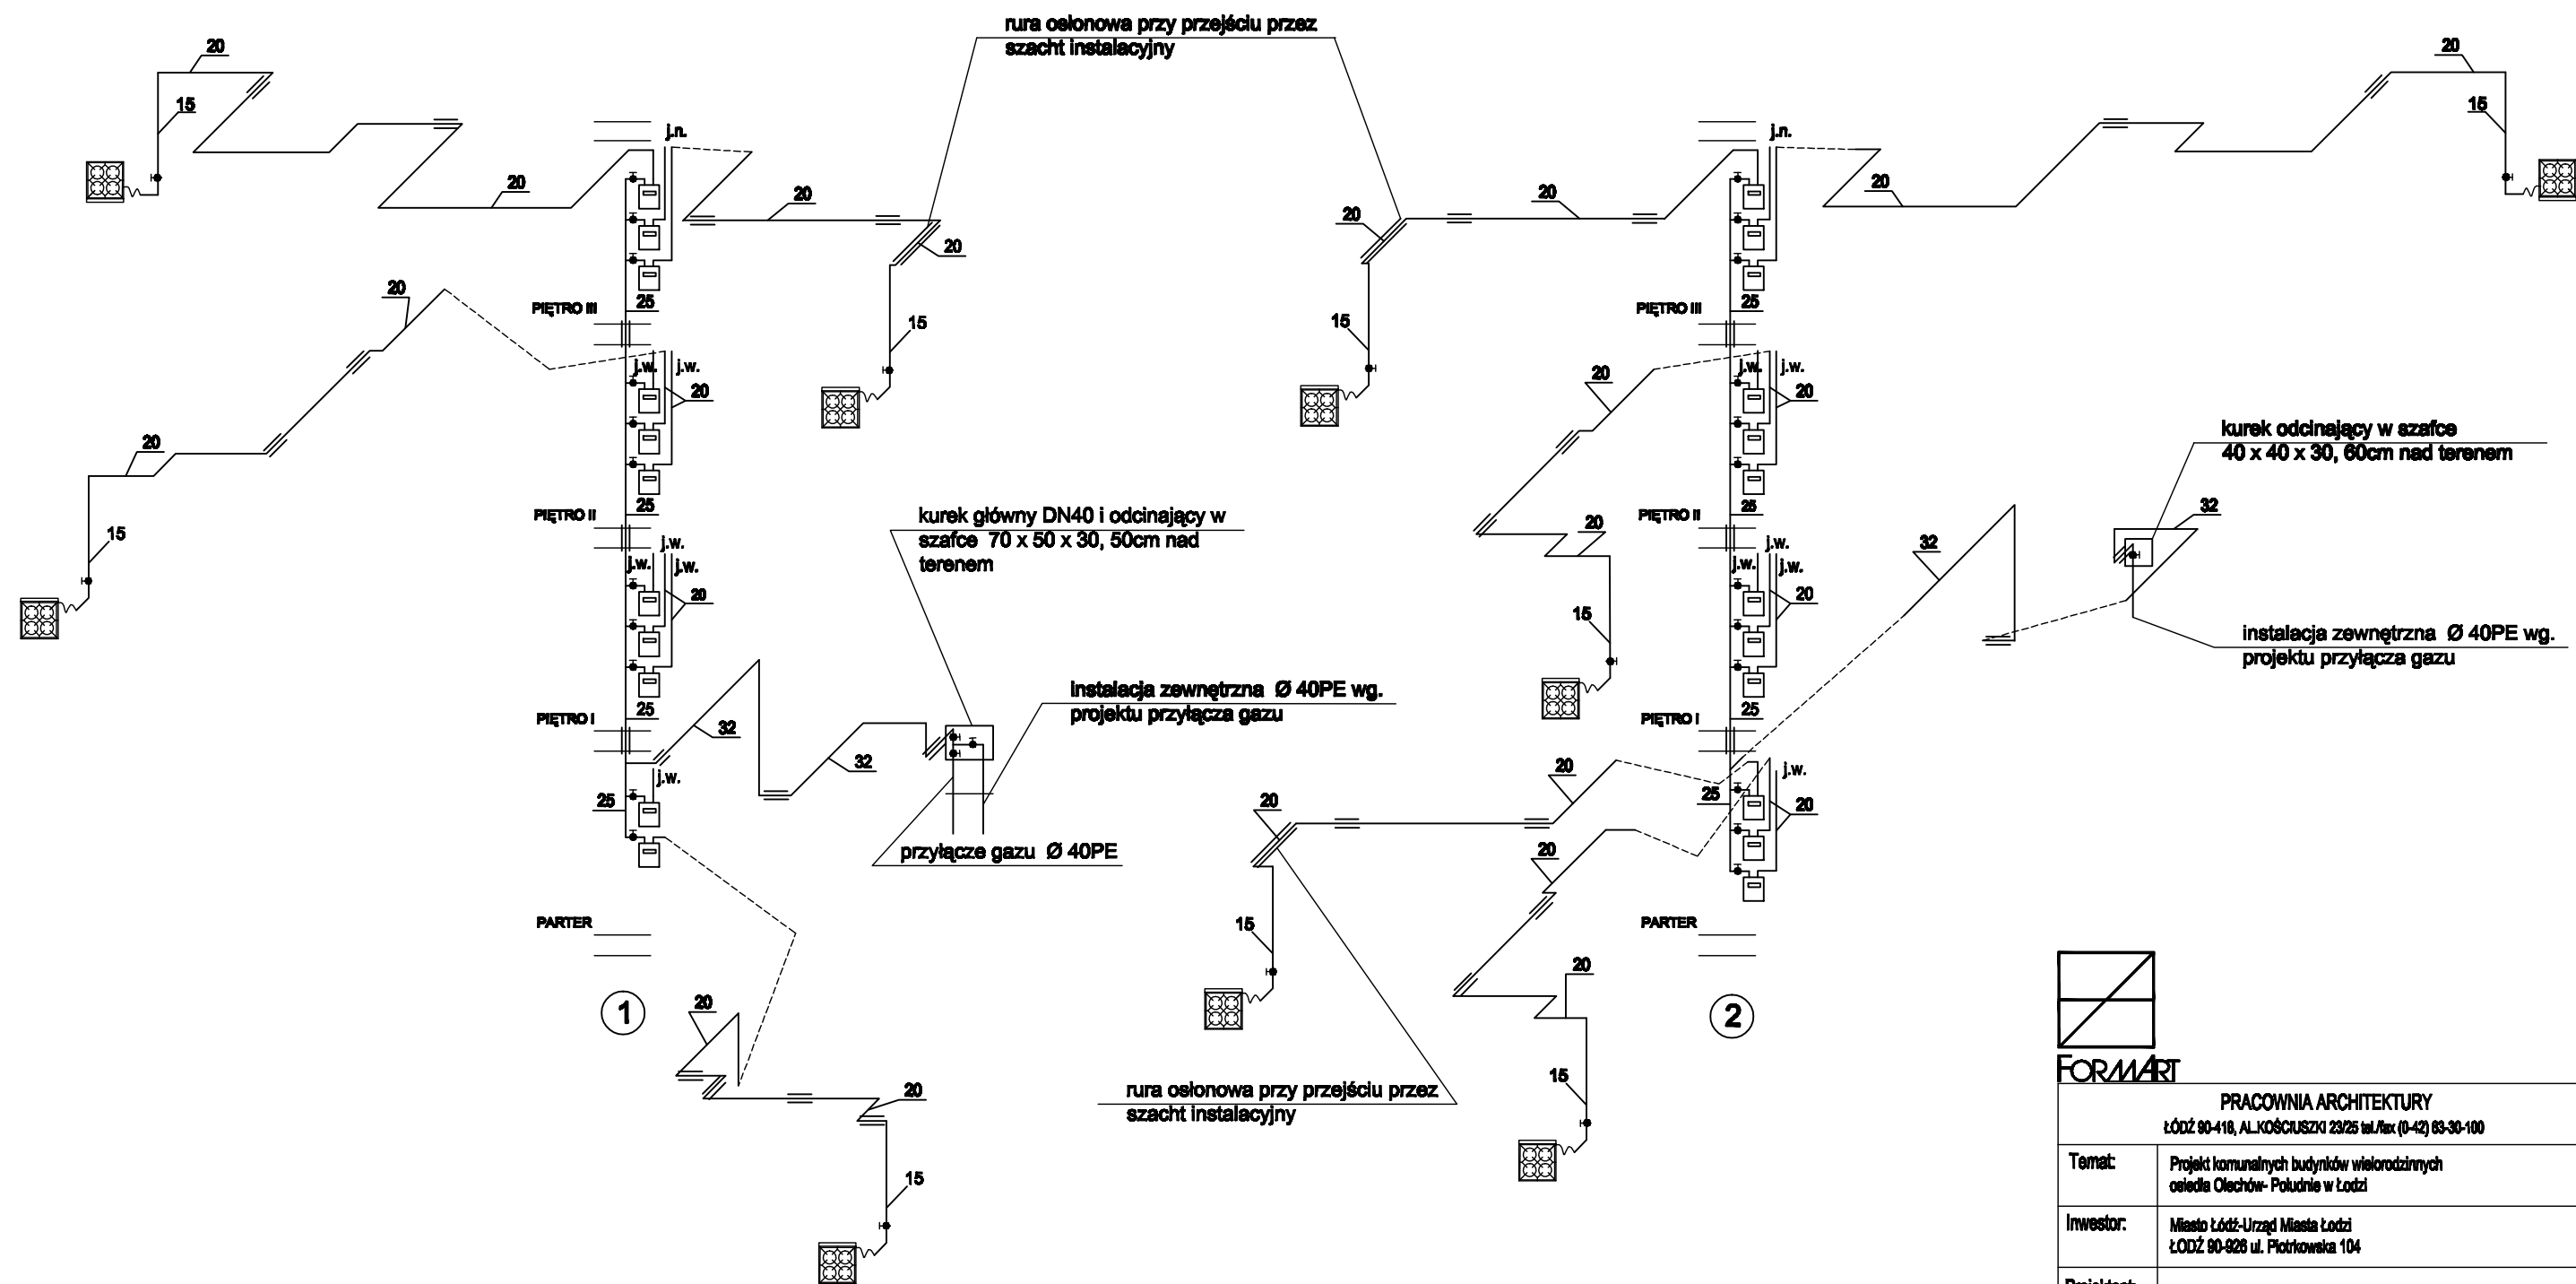 rura osłonowa przy przejściu przez
szacht instalacyjny
20
20
15
15
j.n.
j.n.
20
20
20
20
20
20
20
20
25
25
PIĘTRO III
PIĘTRO III
15
15
j.w. j.w.
j.w. j.w.
20
20
20
kurek odcinający w szafce
40 x 40 x 30, 60cm nad terenem
20
25
25
PIĘTRO II
PIĘTRO II
kurek główny DN40 i odcinający w
szafce 70 x 50 x 30, 50cm nad
terenem
15
20
32
32
j.w.
j.w. j.w.
j.w.
j.w. j.w.
20
20
15
instalacja zewnętrzna Ø 40PE wg.
projektu przyłącza gazu
instalacja zewnętrzna Ø 40PE wg.
projektu przyłącza gazu
25
25
PIĘTRO I
PIĘTRO I
32
32
j.w.
j.w.
20
20
25
25
20
przyłącze gazu Ø 40PE
20
PARTER
PARTER
15
20
1
2
20
15
20
rura osłonowa przy przejściu przez
szacht instalacyjny
15
FORMART
PRACOWNIA ARCHITEKTURY
ŁÓDŹ 90-418, AL.KOŚCIUSZKI 23/25 tel./fax (0-42) 63-30-100
Temat: Projekt komunalnych budynków wielorodzinnych
osiedla Olechów- Południe w Łodzi
Inwestor: Miasto Łódź-Urząd Miasta Łodzi
ŁODŹ 90-926 ul. Piotrkowska 104